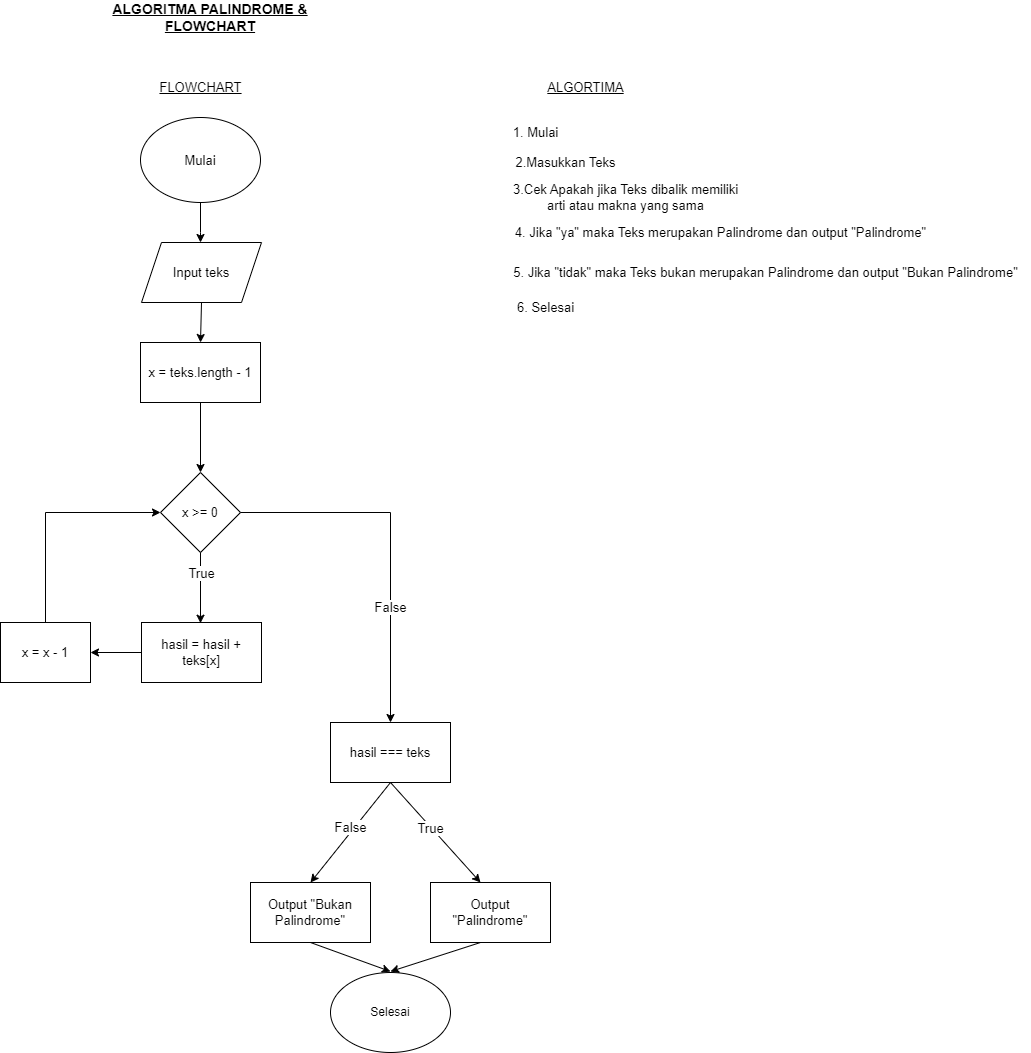 ALGORITMA PALINDROME &
FLOWCHART
FLOWCHART
Mulai
Input teks
x = teks.length - 1
x >= 0
True
False
hasil = hasil +
teks[x]
x = x - 1
hasil === teks
False
True
Output "Bukan
Palindrome"
Output
"Palindrome"
Selesai
ALGORTIMA
1. Mulai
2.Masukkan Teks
3.Cek Apakah jika Teks dibalik memiliki
arti atau makna yang sama
4. Jika "ya" maka Teks merupakan Palindrome dan output "Palindrome"
5. Jika "tidak" maka Teks bukan merupakan Palindrome dan output "Bukan Palindrome"
6. Selesai